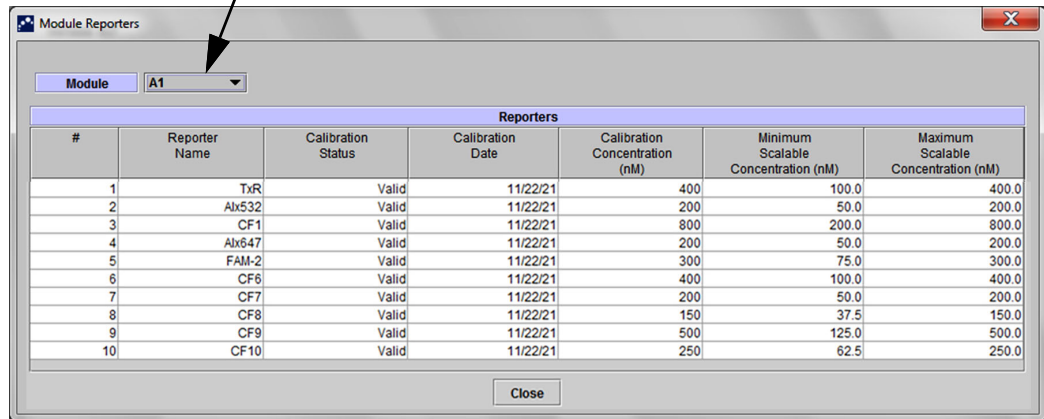 Module Reporters
X
Module A1
Reporters
# Reporter Name Calibration Status Calibration Date Calibration Concentration (nM) Minimum Scalable Concentration (nM) Maximum Scalable Concentration (nM)
1 TxR Valid 11/22/21 400 100.0 400.0
2 Alx532 Valid 11/22/21 200 50.0 200.0
3 CF1 Valid 11/22/21 800 200.0 800.0
4 Alx647 Valid 11/22/21 200 50.0 200.0
5 FAM-2 Valid 11/22/21 300 75.0 300.0
6 CF6 Valid 11/22/21 400 100.0 400.0
7 CF7 Valid 11/22/21 200 50.0 200.0
8 CF8 Valid 11/22/21 150 37.5 150.0
9 CF9 Valid 11/22/21 500 125.0 500.0
10 CF10 Valid 11/22/21 250 62.5 250.0
Close